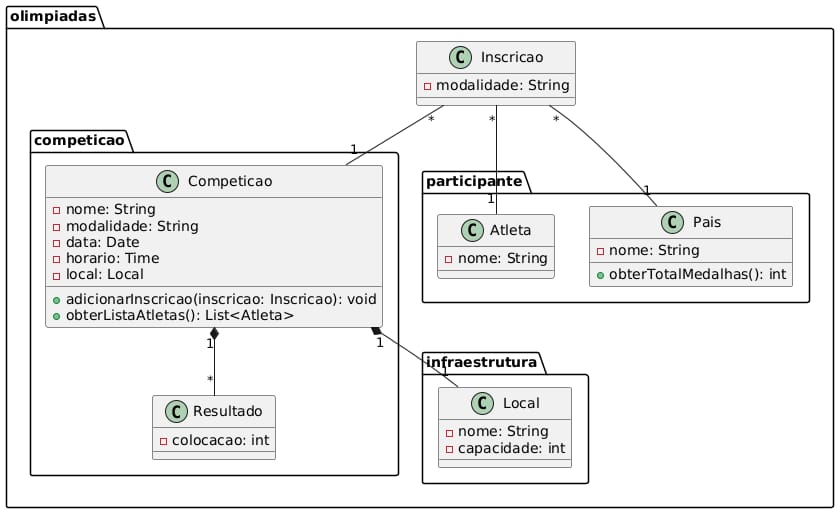 olimpiadas
C Inscricao
modalidade: String
* * *
competicao
1
C Competicao
nome: String
modalidade: String
data: Date
horario: Time
local: Local
adicionarInscricao(inscricao: Inscricao): void
obterListaAtletas(): List<Atleta>
participante
1 1
C Atleta
nome: String
C Pais
nome: String
obterTotalMedalhas(): int
1 1
*
C Resultado
colocacao: int
infraestrutura
1
C Local
nome: String
capacidade: int